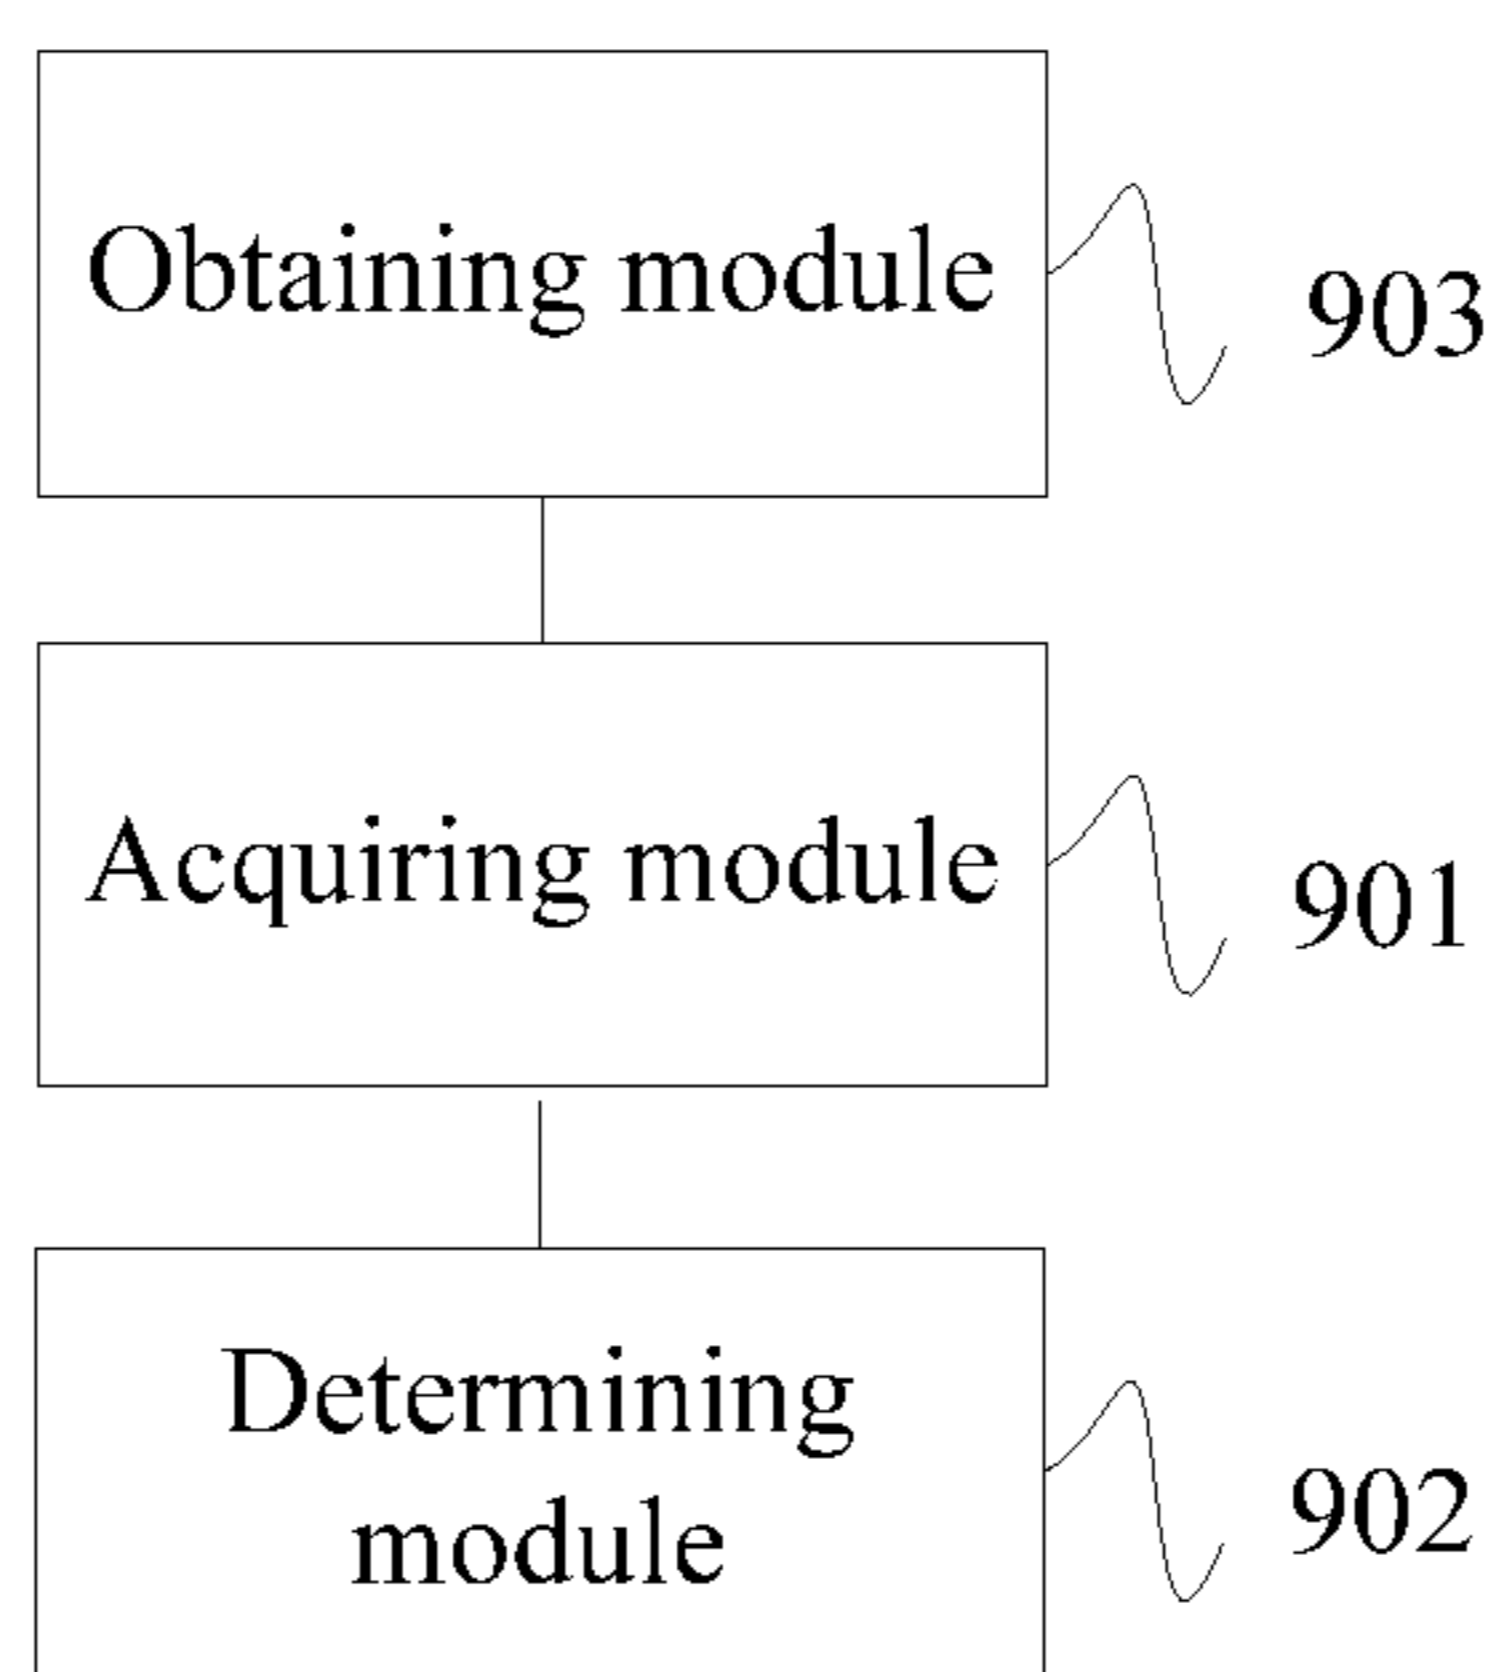 Obtaining module
903
Acquiring module
901
Determining
module
902